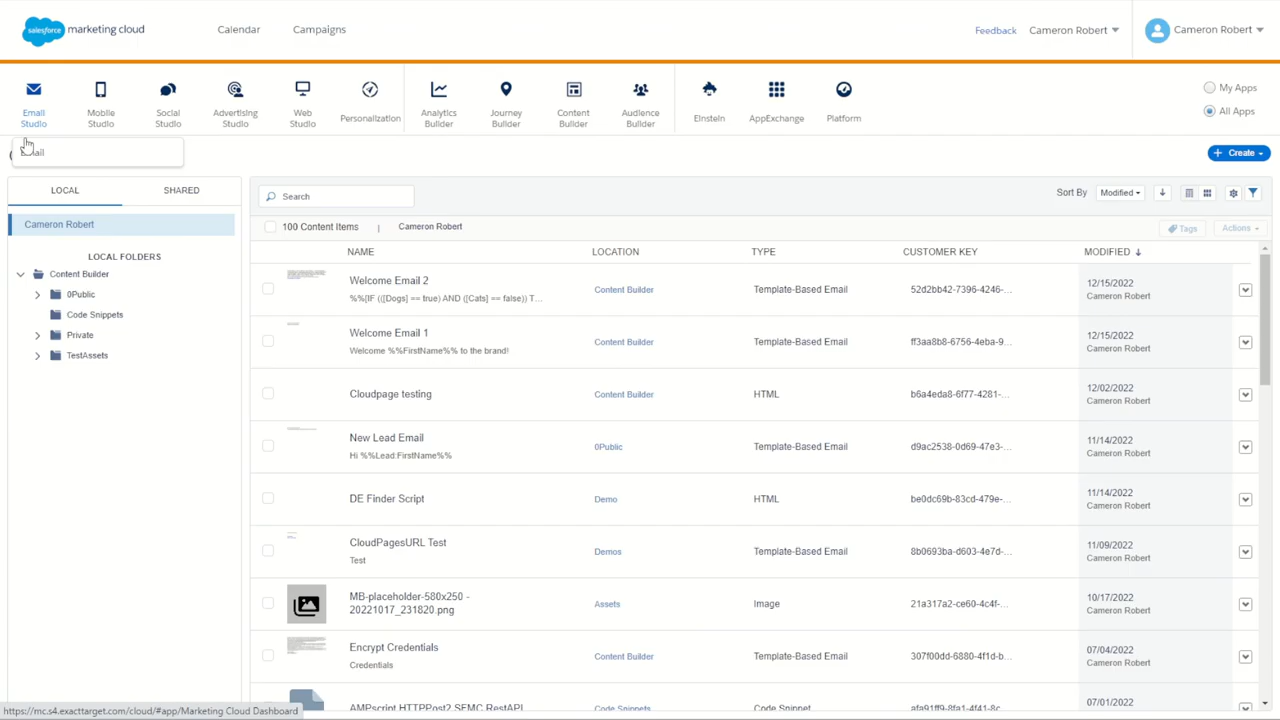 salesforce marketing cloud
Calendar
Campaigns
Feedback
Cameron Robert
Cameron Robert
Email Studio
Mobile Studio
Social Studio
Advertising Studio
Web Studio
Personalization
Analytics Builder
Journey Builder
Content Builder
Audience Builder
Einstein
AppExchange
Platform
My Apps
All Apps
Create
LOCAL
SHARED
Search
Sort By
Modified
Cameron Robert
100 Content Items | Cameron Robert
Tags
Actions
LOCAL FOLDERS
Content Builder
0Public
Code Snippets
Private
TestAssets
NAME LOCATION TYPE CUSTOMER KEY MODIFIED
Welcome Email 2
%%[IF (([Dogs] == true) AND ([Cats] == false)) T...
Content Builder
Template-Based Email
52d2bb42-7396-4246-...
12/15/2022
Cameron Robert
Welcome Email 1
Welcome %%FirstName%% to the brand!
Content Builder
Template-Based Email
ff3aa8b8-6756-4eba-9...
12/15/2022
Cameron Robert
Cloudpage testing
Content Builder
HTML
b6a4eda8-6f77-4281-...
12/02/2022
Cameron Robert
New Lead Email
Hi %%Lead:FirstName%%
0Public
Template-Based Email
d9ac2538-0d69-47e3-...
11/14/2022
Cameron Robert
DE Finder Script
Demo
HTML
be0dc69b-83cd-479e-...
11/14/2022
Cameron Robert
CloudPagesURL Test
Test
Demos
Template-Based Email
8b0693ba-d603-4e7d-...
11/09/2022
Cameron Robert
MB-placeholder-580x250 -
20221017_231820.png
Assets
Image
21a317a2-ce60-4c4f-...
10/17/2022
Cameron Robert
Encrypt Credentials
Credentials
Content Builder
Template-Based Email
307f00dd-6880-4f1d-b...
07/04/2022
Cameron Robert
AMPscript HTTPPost2 SFMC RestAPI
Code Snippets
Code Snippet
afa91ff9-8fa1-4f41-8c...
07/01/2022
https://mc.s4.exacttarget.com/cloud/#app/Marketing Cloud Dashboard